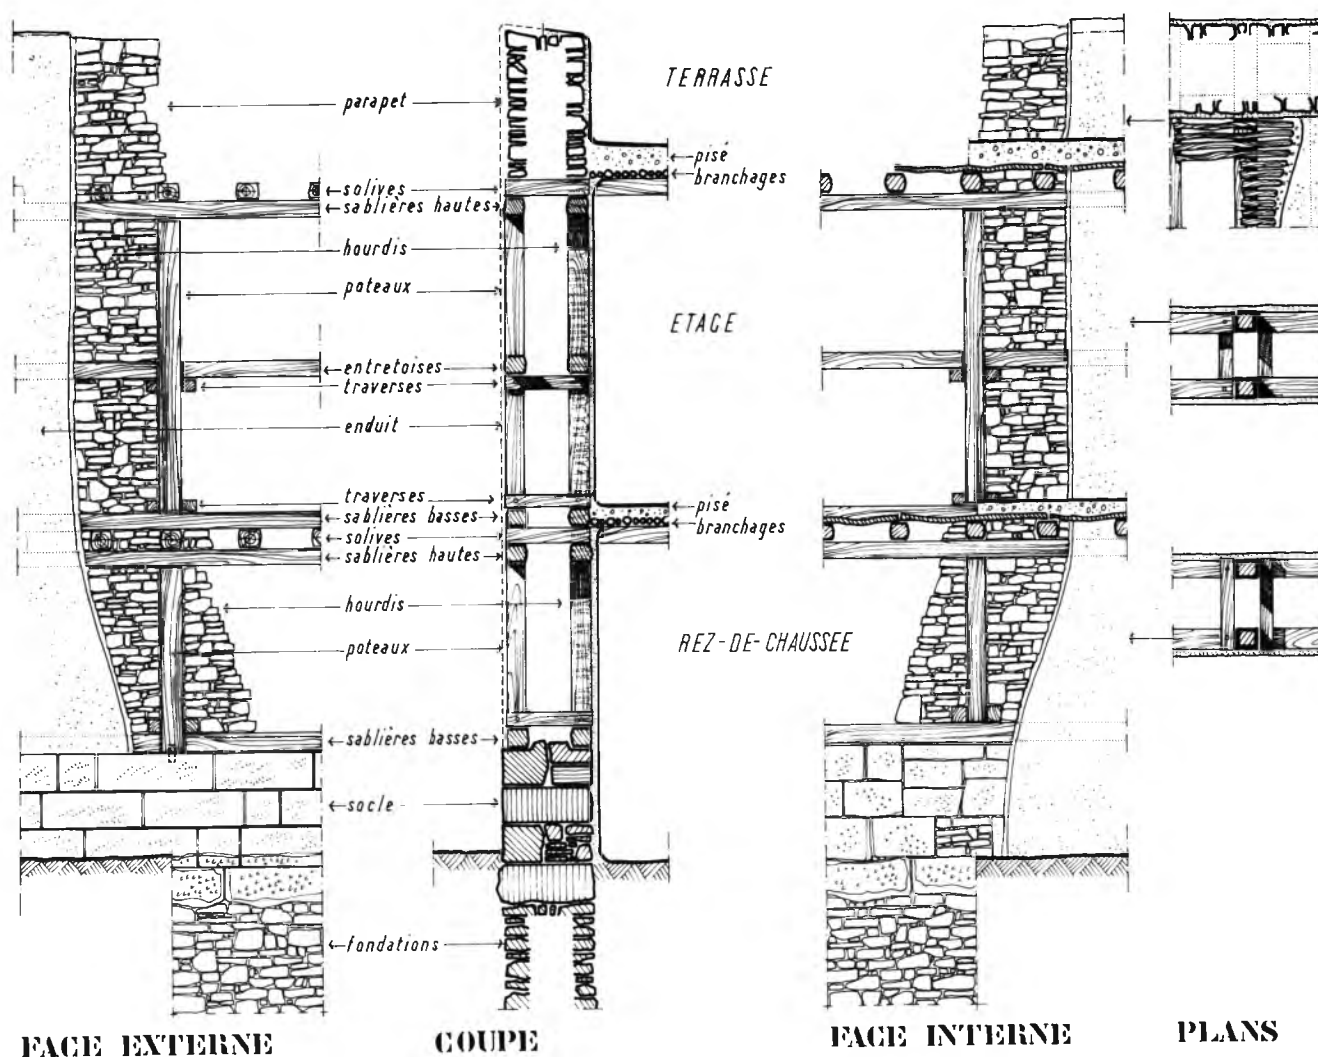 TERRASSE
parapet
pisé
branchages
solives
sablières hautes
hourdis
poteaux
ETAGE
entretoises
traverses
enduit
traverses
sablières basses
solives
sablières hautes
pisé
branchages
hourdis
poteaux
REZ-DE-CHAUSSEE
sablières basses
socle
fondations
FACE EXTERNE
COUPE
FACE INTERNE
PLANS